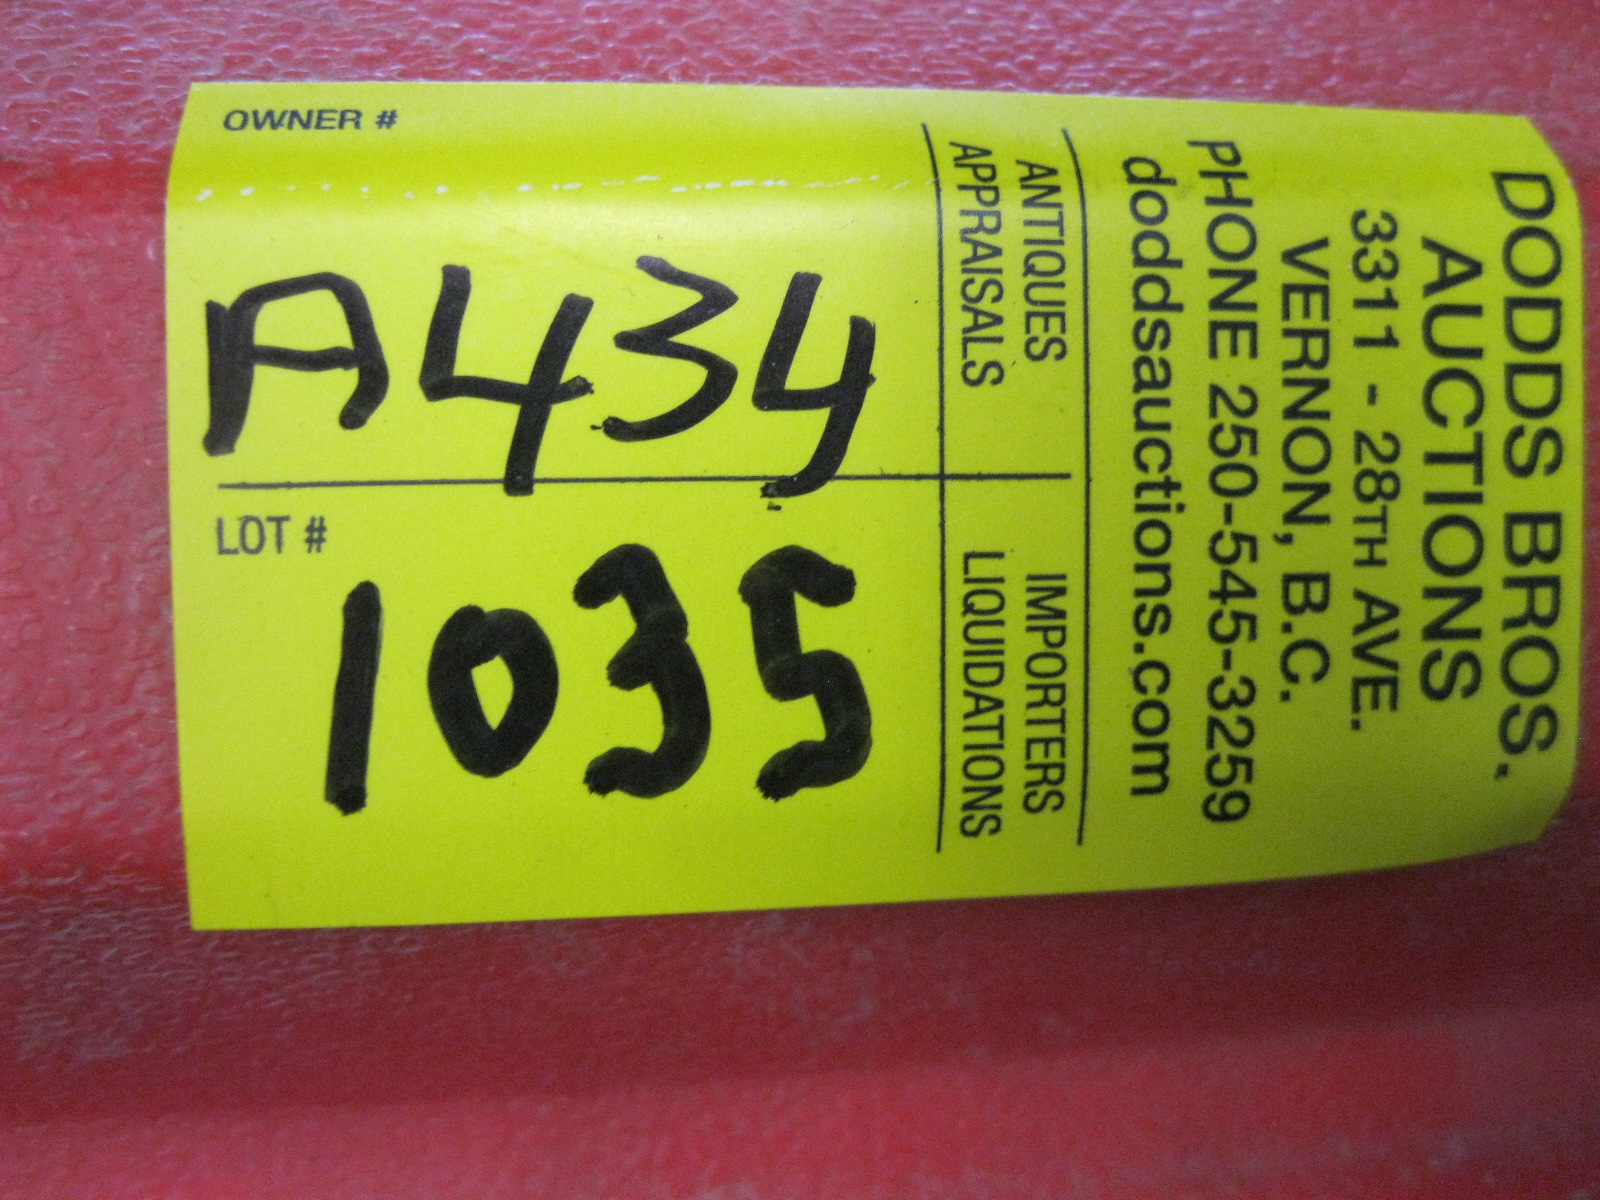 DODDS BROS.
AUCTIONS
3311 - 28TH AVE.
VERNON, B.C.
PHONE 250-545-3259
doddsauctions.com
ANTIQUES
APPRAISALS
IMPORTERS
LIQUIDATIONS
OWNER #
A434
LOT #
1035